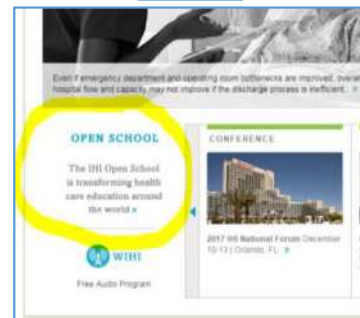 Even if emergency department and operating room bottlenecks are improved, overall
hospital flow and capacity may not improve if the discharge process is inefficient. »
OPEN SCHOOL
The IHI Open School
is transforming health
care education around
the world »
WIHI
Free Audio Program
CONFERENCE
2017 IHI National Forum December
10-13 | Orlando, FL »